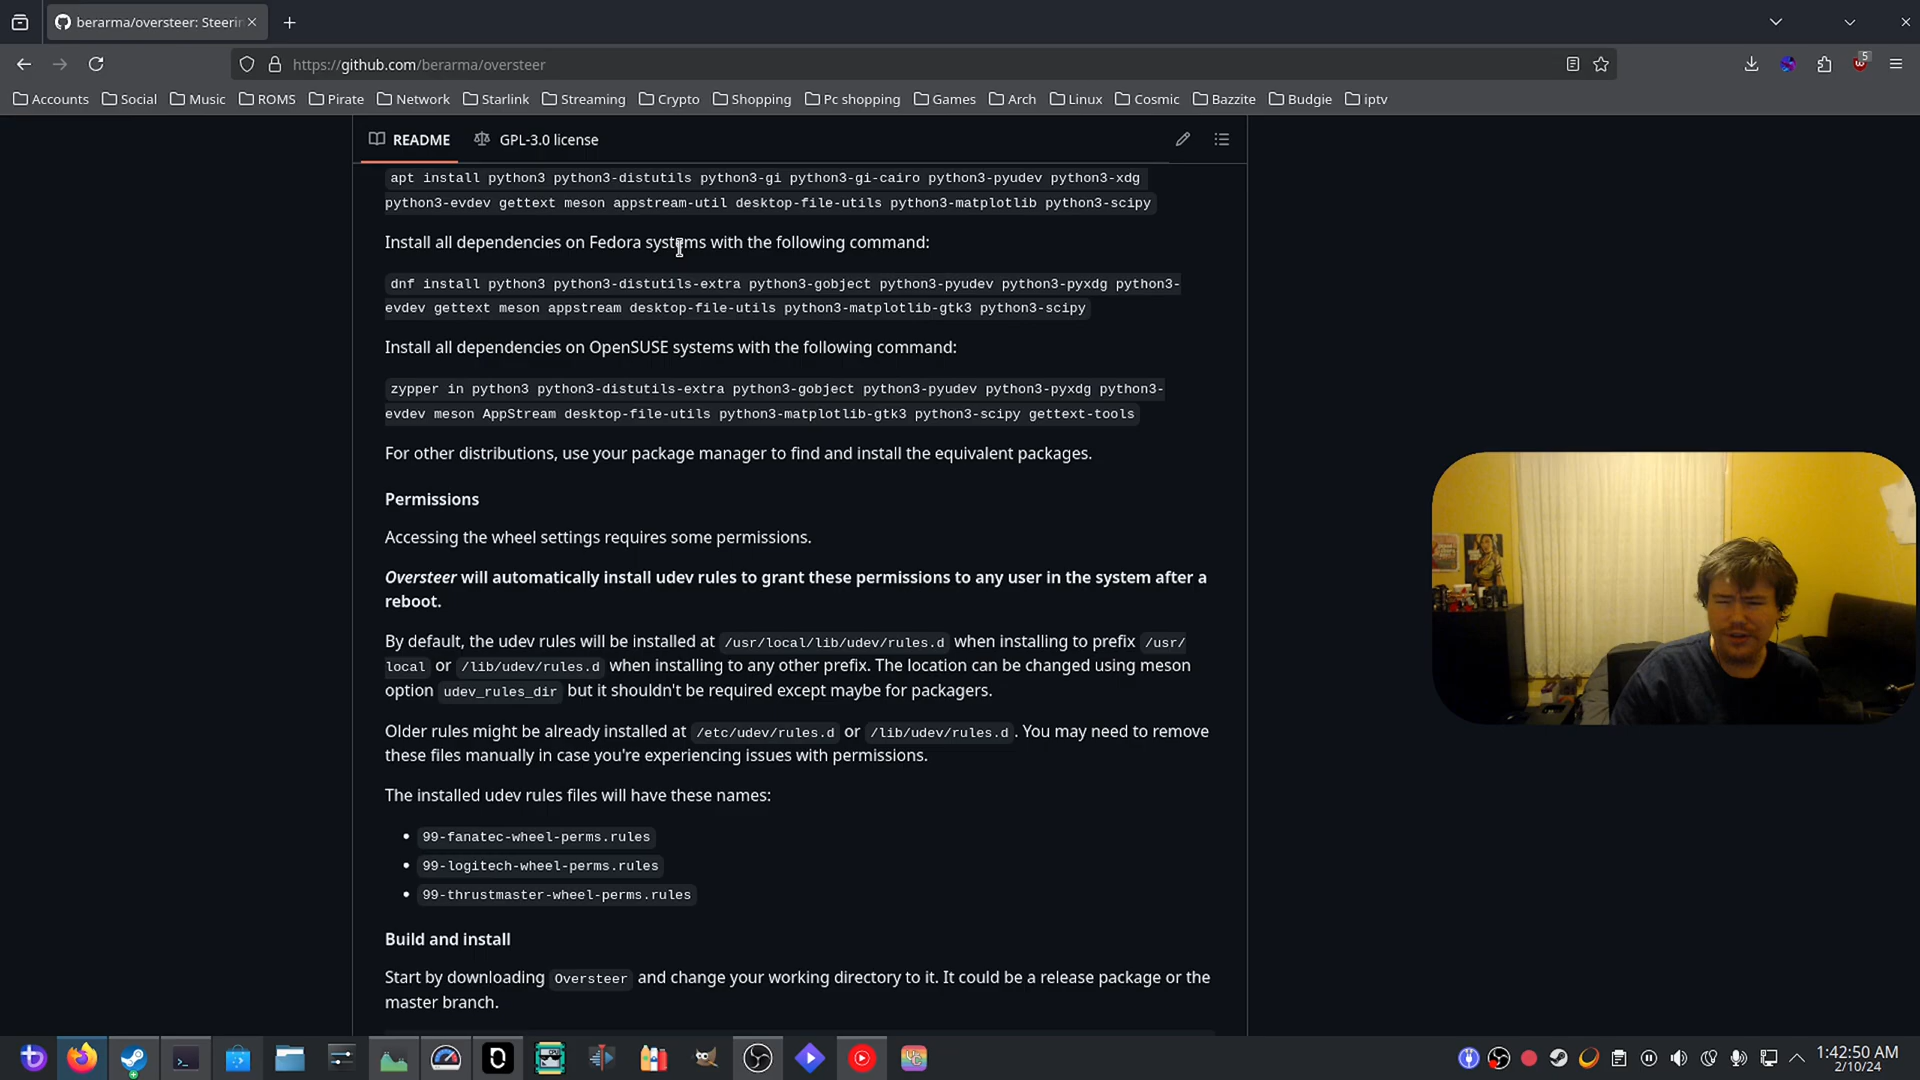 berarma/oversteer: Steerin
https://github.com/berarma/oversteer
5
Accounts Social Music ROMS Pirate Network Starlink Streaming Crypto Shopping Pc shopping Games Arch Linux Cosmic Bazzite Budgie iptv
README GPL-3.0 license
apt install python3 python3-distutils python3-gi python3-gi-cairo python3-pyudev python3-xdg
python3-evdev gettext meson appstream-util desktop-file-utils python3-matplotlib python3-scipy
Install all dependencies on Fedora systems with the following command:
dnf install python3 python3-distutils-extra python3-gobject python3-pyudev python3-pyxdg python3-
evdev gettext meson appstream desktop-file-utils python3-matplotlib-gtk3 python3-scipy
Install all dependencies on OpenSUSE systems with the following command:
zypper in python3 python3-distutils-extra python3-gobject python3-pyudev python3-pyxdg python3-
evdev meson AppStream desktop-file-utils python3-matplotlib-gtk3 python3-scipy gettext-tools
For other distributions, use your package manager to find and install the equivalent packages.
Permissions
Accessing the wheel settings requires some permissions.
Oversteer will automatically install udev rules to grant these permissions to any user in the system after a
reboot.
By default, the udev rules will be installed at /usr/local/lib/udev/rules.d when installing to prefix /usr/
local or /lib/udev/rules.d when installing to any other prefix. The location can be changed using meson
option udev_rules_dir but it shouldn't be required except maybe for packagers.
Older rules might be already installed at /etc/udev/rules.d or /lib/udev/rules.d. You may need to remove
these files manually in case you're experiencing issues with permissions.
The installed udev rules files will have these names:
• 99-fanatec-wheel-perms.rules
• 99-logitech-wheel-perms.rules
• 99-thrustmaster-wheel-perms.rules
Build and install
Start by downloading Oversteer and change your working directory to it. It could be a release package or the
master branch.
1:42:50 AM
2/10/24